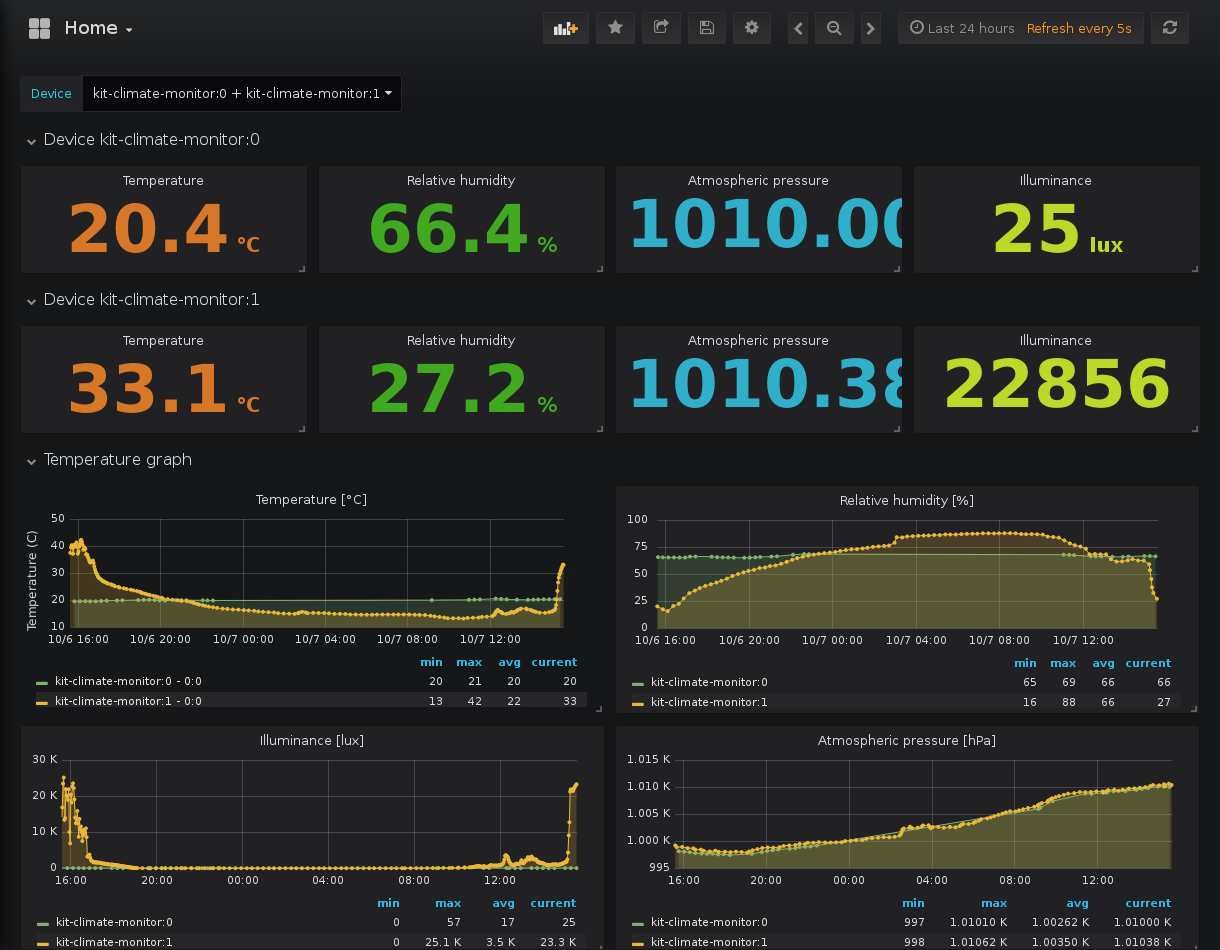 Home
Last 24 hours Refresh every 5s
Device kit-climate-monitor:0 + kit-climate-monitor:1
Device kit-climate-monitor:0
Temperature Relative humidity Atmospheric pressure Illuminance
20.4 °C 66.4 % 1010.00 25 lux
Device kit-climate-monitor:1
Temperature Relative humidity Atmospheric pressure Illuminance
33.1 °C 27.2 % 1010.38 22856
Temperature graph
Temperature [°C]
Temperature (C)
50
40
30
20
10
10/6 16:00 10/6 20:00 10/7 00:00 10/7 04:00 10/7 08:00 10/7 12:00
min max avg current
kit-climate-monitor:0 - 0:0 20 21 20 20
kit-climate-monitor:1 - 0:0 13 42 22 33
Relative humidity [%]
100
75
50
25
0
10/6 16:00 10/6 20:00 10/7 00:00 10/7 04:00 10/7 08:00 10/7 12:00
min max avg current
kit-climate-monitor:0 65 69 66 66
kit-climate-monitor:1 16 88 66 27
Illuminance [lux]
30 K
20 K
10 K
0
16:00 20:00 00:00 04:00 08:00 12:00
min max avg current
kit-climate-monitor:0 0 57 17 25
kit-climate-monitor:1 0 25.1 K 3.5 K 23.3 K
Atmospheric pressure [hPa]
1.015 K
1.010 K
1.005 K
1.000 K
995
16:00 20:00 00:00 04:00 08:00 12:00
min max avg current
kit-climate-monitor:0 997 1.01010 K 1.00262 K 1.01000 K
kit-climate-monitor:1 998 1.01062 K 1.00350 K 1.01038 K